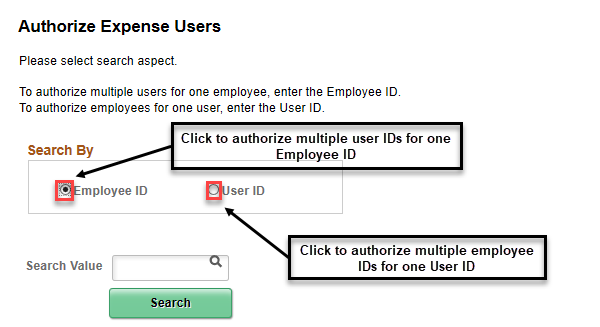 Authorize Expense Users
Please select search aspect.
To authorize multiple users for one employee, enter the Employee ID.
To authorize employees for one user, enter the User ID.
Click to authorize multiple user IDs for one
Employee ID
Search By
Employee ID
User ID
Click to authorize multiple employee
IDs for one User ID
Search Value
Search